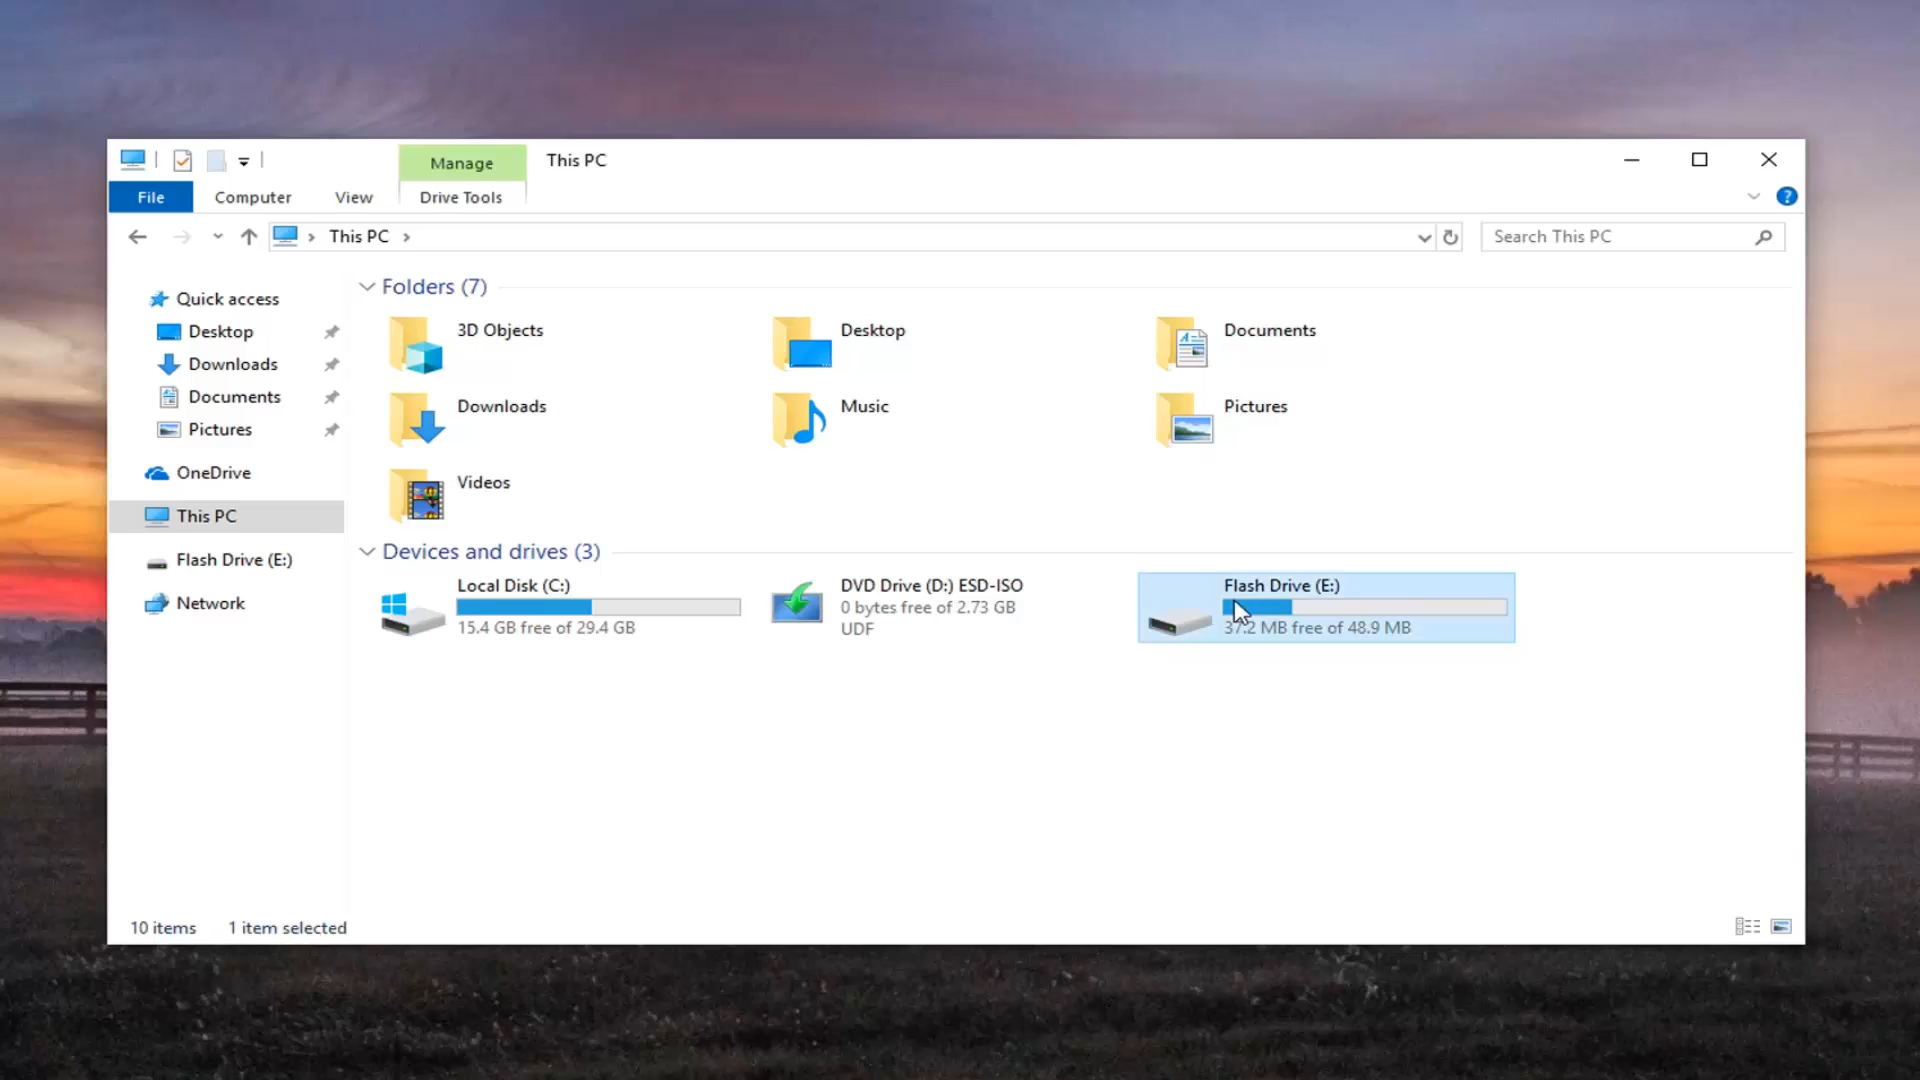 Manage
This PC
File
Computer
View
Drive Tools
This PC
Search This PC
Quick access
Desktop
Downloads
Documents
Pictures
OneDrive
This PC
Flash Drive (E:)
Network
Folders (7)
3D Objects
Desktop
Documents
Downloads
Music
Pictures
Videos
Devices and drives (3)
Local Disk (C:)
15.4 GB free of 29.4 GB
DVD Drive (D:) ESD-ISO
0 bytes free of 2.73 GB
UDF
Flash Drive (E:)
37.2 MB free of 48.9 MB
10 items
1 item selected